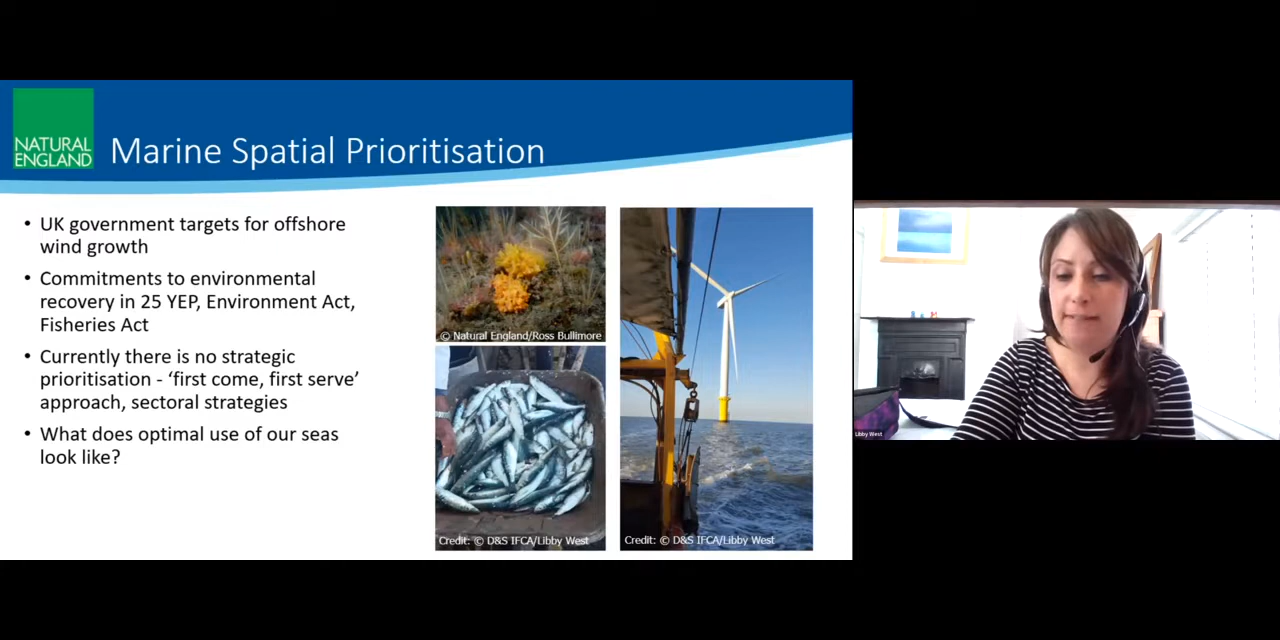 NATURAL
ENGLAND
Marine Spatial Prioritisation
• UK government targets for offshore
wind growth
• Commitments to environmental
recovery in 25 YEP, Environment Act,
Fisheries Act
• Currently there is no strategic
prioritisation - ‘first come, first serve’
approach, sectoral strategies
• What does optimal use of our seas
look like?
© Natural England/Ross Bullimore
Credit: © D&S IFCA/Libby West
Credit: © D&S IFCA/Libby West
Libby West